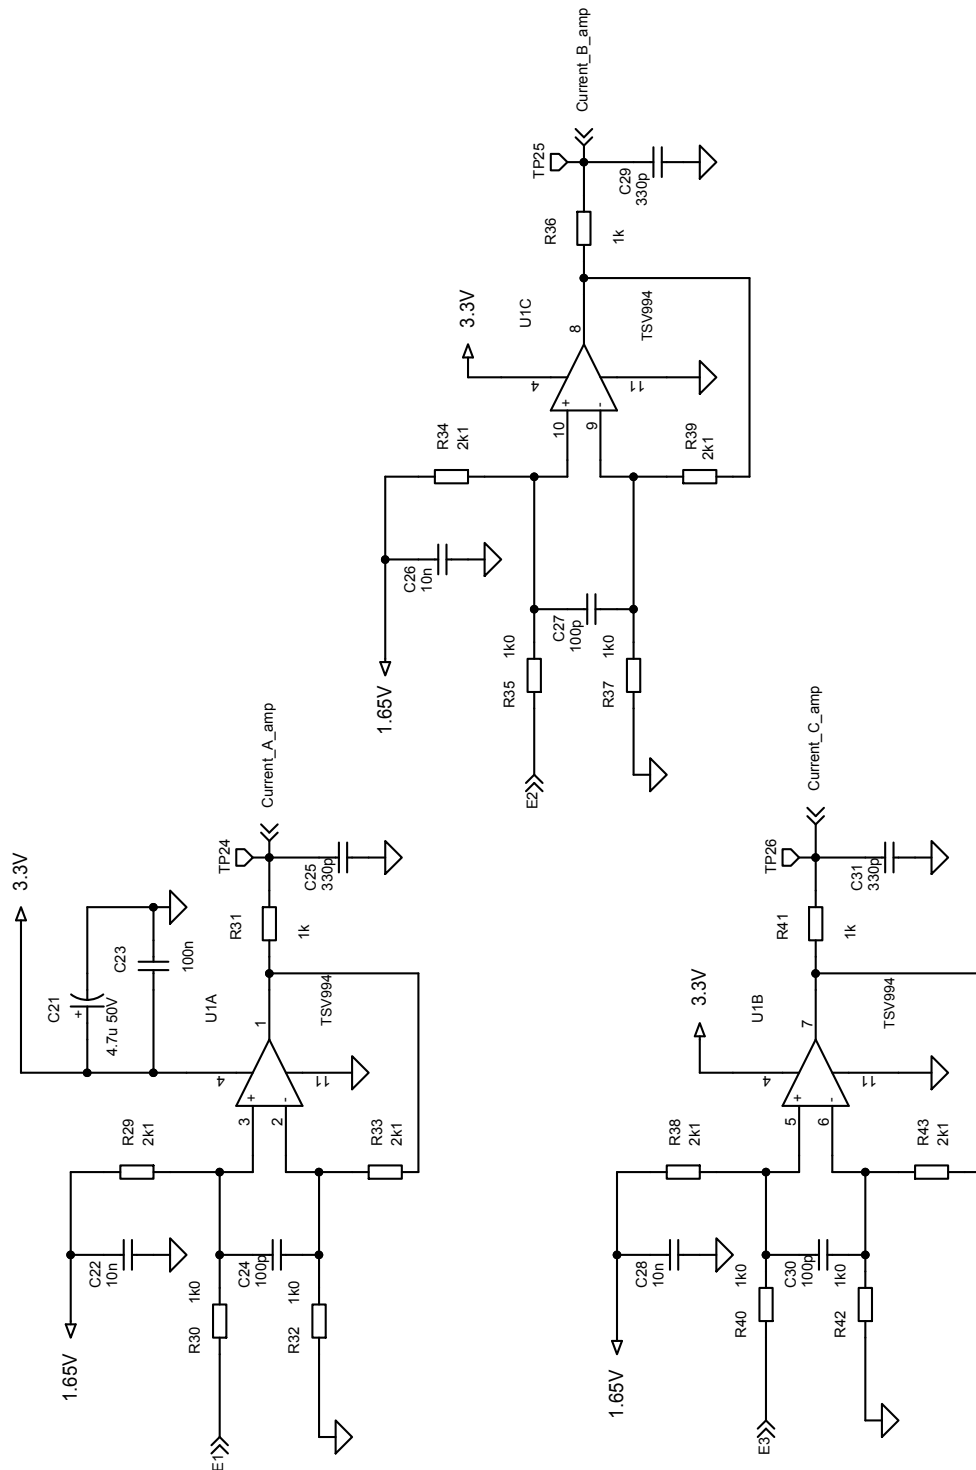 Current_B_amp
TP25
C29
330p
R36
1k
3.3V
U1C
8
TSV994
4
11
+
-
10
9
R34
2k1
R39
2k1
C26
10n
C27
100p
1k0
R35
1k0
R37
1.65V
E2
Current_A_amp
TP24
C25
330p
3.3V
R31
1k
C23
100n
C21
+
4.7u 50V
U1A
1
TSV994
4
11
+
-
3
2
R29
2k1
R33
2k1
C22
10n
C24
100p
1k0
R30
1k0
R32
1.65V
E1
Current_C_amp
TP26
C31
330p
R41
1k
3.3V
U1B
7
TSV994
4
11
+
-
5
6
R38
2k1
R43
2k1
C28
10n
C30
100p
1k0
R40
1k0
R42
1.65V
E3